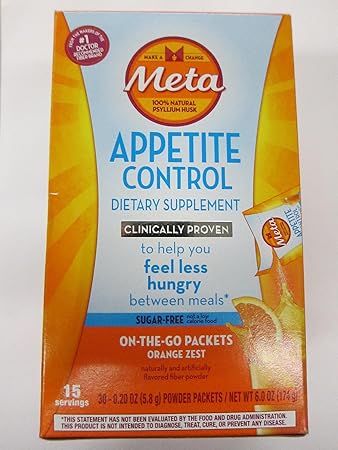 FROM THE MAKERS OF THE
#1
DOCTOR
RECOMMENDED
FIBER BRAND
MAKE A CHANGE
Meta
100% NATURAL
PSYLLIUM HUSK
APPETITE
CONTROL
DIETARY SUPPLEMENT
CLINICALLY PROVEN
to help you
feel less
hungry
between meals*
SUGAR-FREE not a low
calorie food
Meta
APPETITE
CONTROL
ON-THE-GO PACKETS
ORANGE ZEST
naturally and artificially
flavored fiber powder
15
servings
30 - 0.20 OZ (5.8 g) POWDER PACKETS / NET WT 6.0 OZ (174 g)
*THIS STATEMENT HAS NOT BEEN EVALUATED BY THE FOOD AND DRUG ADMINISTRATION.
THIS PRODUCT IS NOT INTENDED TO DIAGNOSE, TREAT, CURE, OR PREVENT ANY DISEASE.